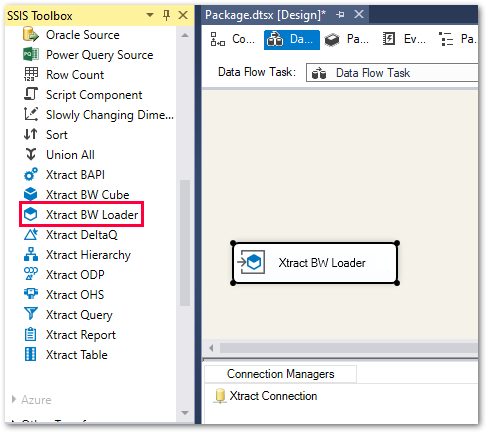 SSIS Toolbox
Oracle Source
Power Query Source
Row Count
Script Component
Slowly Changing Dime...
Sort
Union All
Xtract BAPI
Xtract BW Cube
Xtract BW Loader
Xtract DeltaQ
Xtract Hierarchy
Xtract ODP
Xtract OHS
Xtract Query
Xtract Report
Xtract Table
Azure
Package.dtsx [Design]*
Co... Da... Pa... Ev... Pa...
Data Flow Task: Data Flow Task
Xtract BW Loader
Connection Managers
Xtract Connection